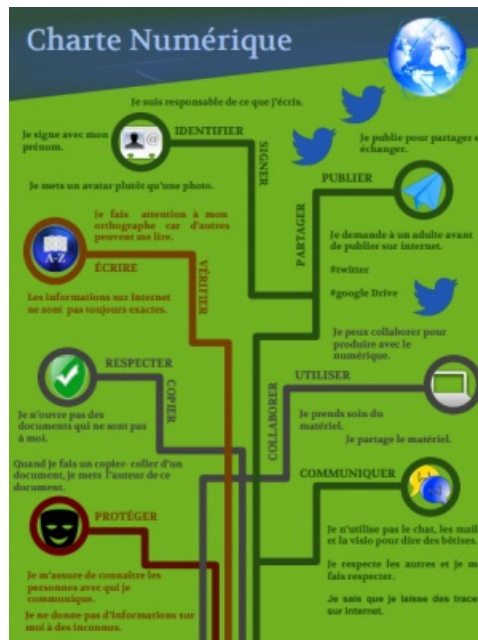 Charte Numérique
Je suis responsable de ce que j'écris.
Je signe avec mon
prénom.
IDENTIFIER
SIGNER
Je mets un avatar plutôt qu'une photo.
Je publie pour partager e
échanger.
PUBLIER
PARTAGER
Je demande à un adulte avant
de publier sur internet.
#twitter
#google Drive
Je fais attention à mon
orthographe car d'autres
peuvent me lire.
A-Z
ÉCRIRE
VÉRIFIER
Les informations sur Internet
ne sont pas toujours exactes.
Je peux collaborer pour
produire avec le
numérique.
RESPECTER
COPIER
UTILISER
COLLABORER
Je n'ouvre pas des
documents qui ne sont pas
à moi.
Je prends soin du
matériel.
Je partage le matériel.
Quand je fais un copier- coller d'un
document, je mets l'auteur de ce
document.
COMMUNIQUER
PROTÉGER
Je n'utilise pas le chat, les mail
et la visio pour dire des bêtises.
Je respecte les autres et je m
fais respecter.
Je sais que je laisse des trace
sur Internet.
Je m'assure de connaître les
personnes avec qui je
communique.
Je ne donne pas d'informations sur
moi à des inconnus.